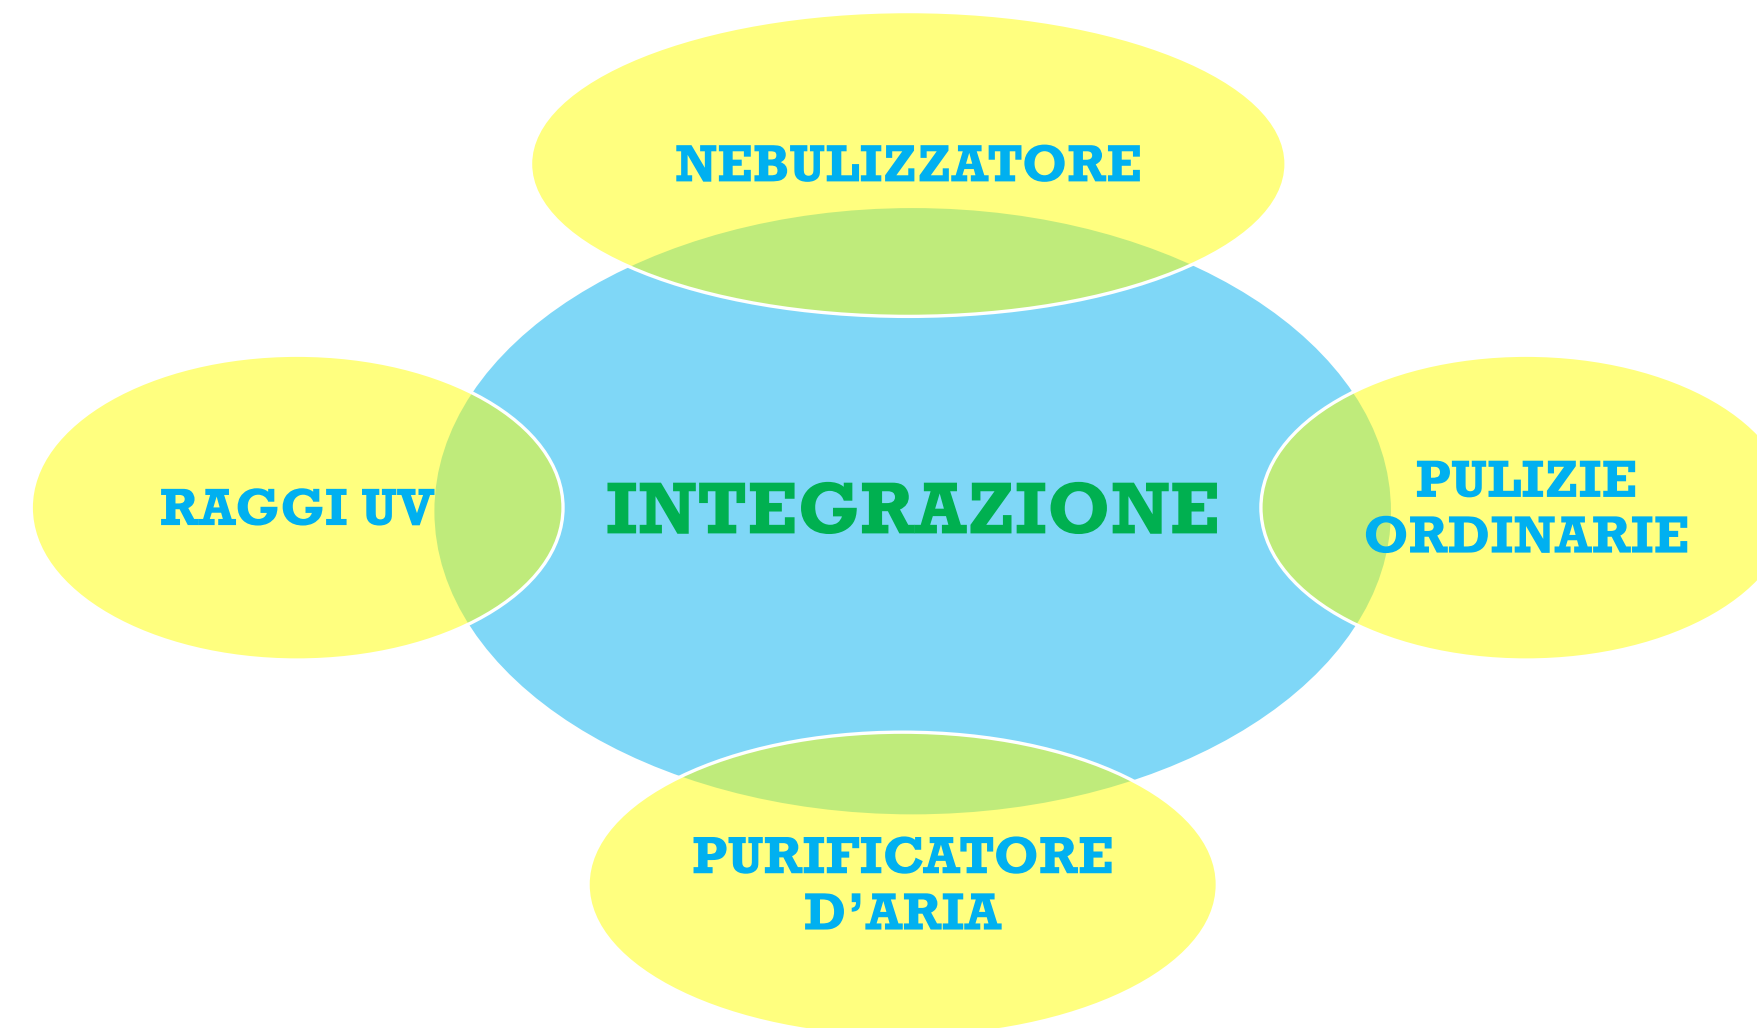 NEBULIZZATORE
RAGGI UV
INTEGRAZIONE
PULIZIE
ORDINARIE
PURIFICATORE
D’ARIA